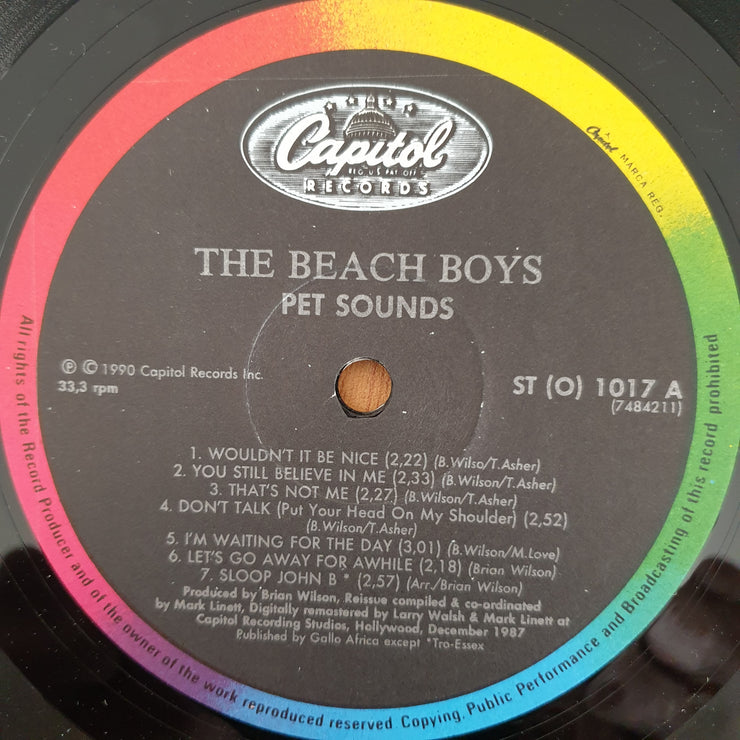 Capitol
REG. U.S. PAT. OFF.
RECORDS
A Capitol MARCA REG.
THE BEACH BOYS
PET SOUNDS
Ⓟ © 1990 Capitol Records Inc.
33,3 rpm
ST (O) 1017 A
(7484211)
1. WOULDN'T IT BE NICE (2,22) (B.Wilso/T.Asher)
2. YOU STILL BELIEVE IN ME (2,33) (B.Wilson/T.Asher)
3. THAT'S NOT ME (2,27) (B.Wilson/T.Asher)
4. DON'T TALK (Put Your Head On My Shoulder) (2,52)
(B.Wilson/T.Asher)
5. I'M WAITING FOR THE DAY (3,01) (B.Wilson/M.Love)
6. LET'S GO AWAY FOR AWHILE (2,18) (Brian Wilson)
7. SLOOP JOHN B * (2,57) (Arr/Brian Wilson)
Produced by Brian Wilson, Reissue compiled & co-ordinated
by Mark Linett, Digitally remastered by Larry Walsh & Mark Linett at
Capitol Recording Studios, Hollywood, December 1987
Published by Gallo Africa except *Tro-Essex
All rights of the Record Producer and of the owner of the work reproduced reserved Copying, Public Performance and Broadcasting of this record prohibited